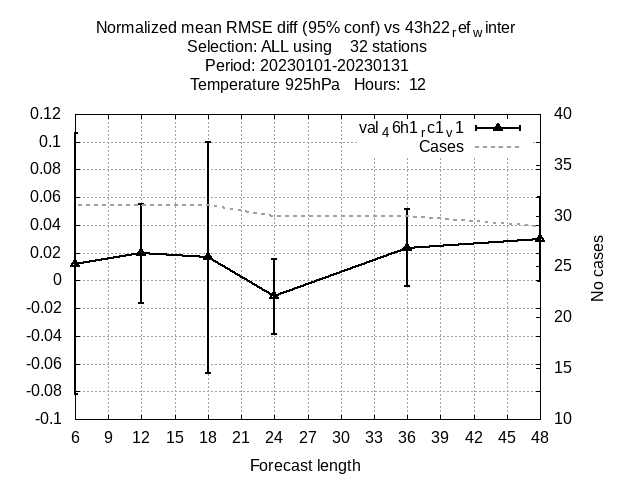 Normalized mean RMSE diff (95% conf) vs 43h22ref winter
Selection: ALL using 32 stations
Period: 20230101-20230131
Temperature 925hPa Hours: 12
val46h1rc1v1
Cases
0.12
0.1
0.08
0.06
0.04
0.02
0
-0.02
-0.04
-0.06
-0.08
-0.1
40
35
30
25
20
15
10
No cases
6 9 12 15 18 21 24 27 30 33 36 39 42 45 48
Forecast length